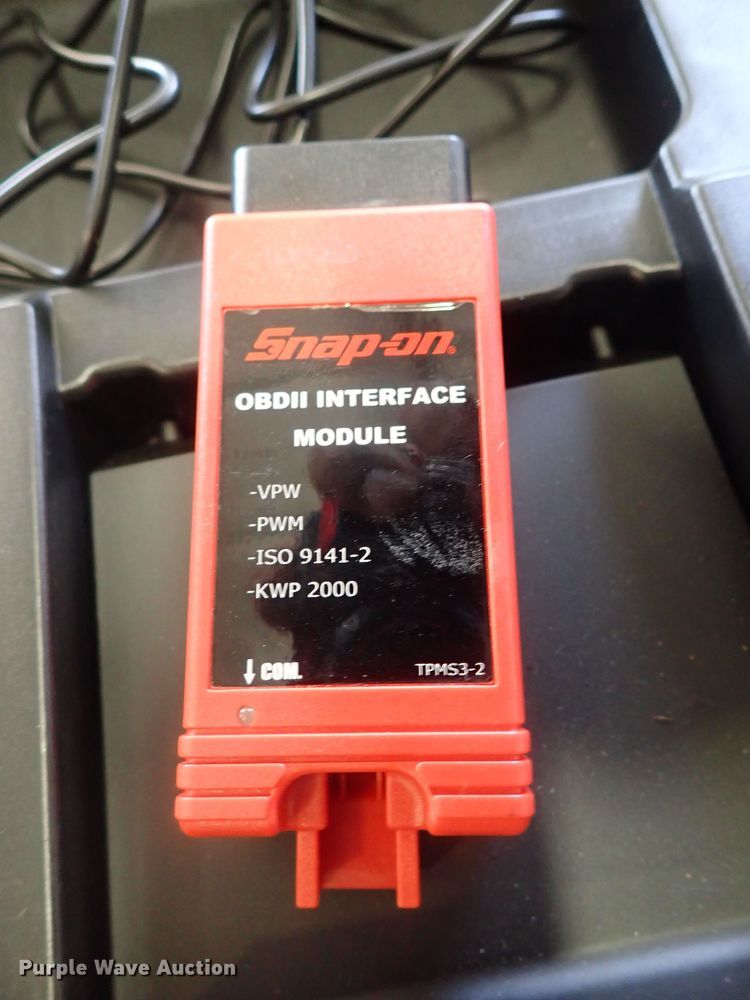 Snap-on®
OBDII INTERFACE
MODULE
-VPW
-PWM
-ISO 9141-2
-KWP 2000
↓ COM.
TPMS3-2
Purple Wave Auction